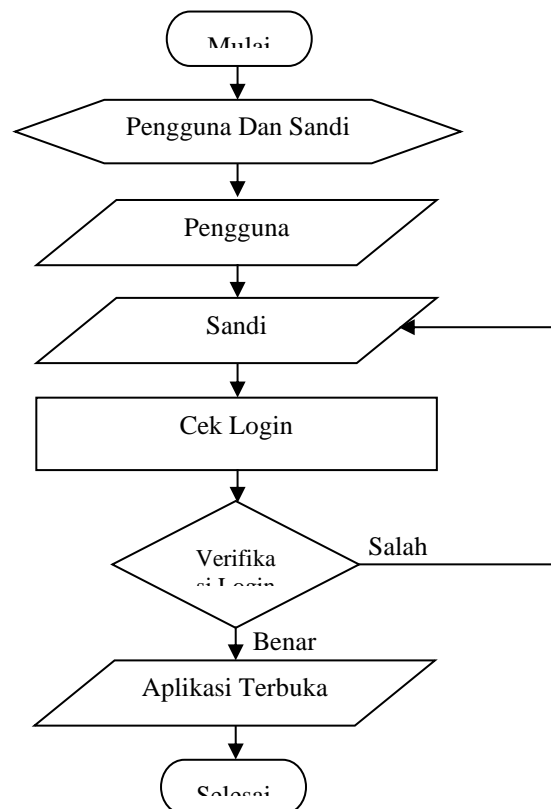 Mulai
Pengguna Dan Sandi
Pengguna
Sandi
Cek Login
Verifika
si Login
Salah
Benar
Aplikasi Terbuka
Selesai